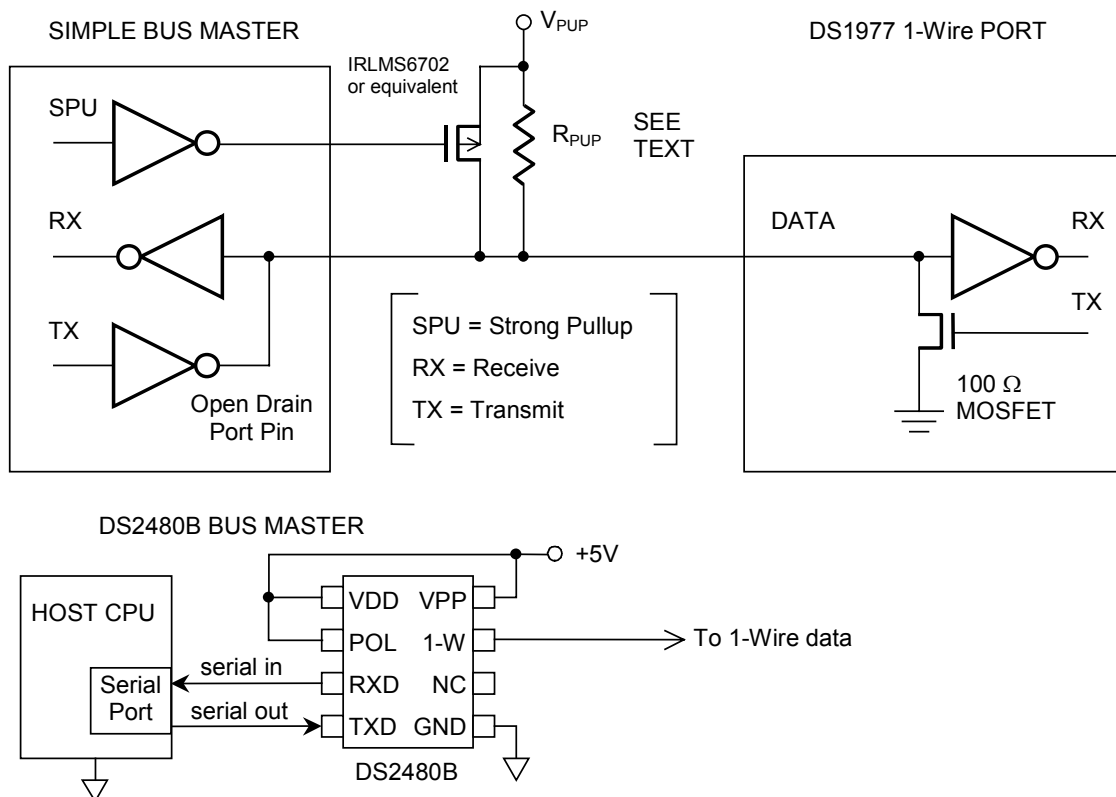 SIMPLE BUS MASTER
V_PUP
DS1977 1-Wire PORT
IRLMS6702
or equivalent
SPU
R_PUP
SEE
TEXT
RX
DATA
RX
TX
TX
Open Drain
Port Pin
SPU = Strong Pullup
RX = Receive
TX = Transmit
100 Ω
MOSFET
DS2480B BUS MASTER
+5V
HOST CPU
VDD VPP
POL 1-W
To 1-Wire data
serial in
RXD NC
Serial
Port
serial out
TXD GND
DS2480B